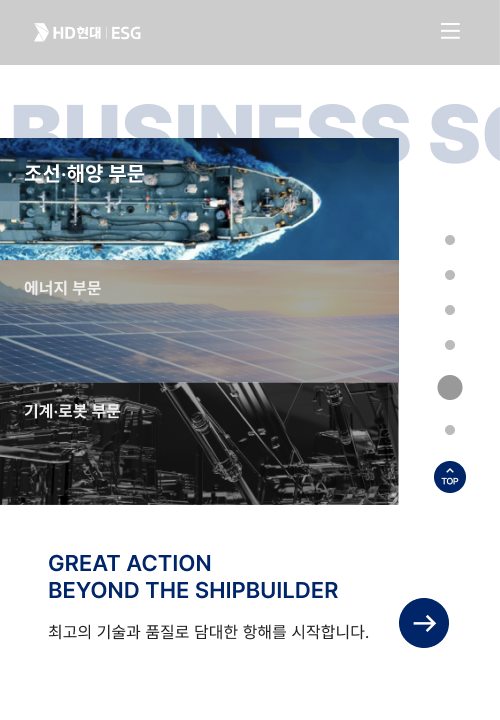 HD현대 | ESG
BUSINESS
조선·해양 부문
에너지 부문
기계·로봇 부문
TOP
GREAT ACTION
BEYOND THE SHIPBUILDER
최고의 기술과 품질로 담대한 항해를 시작합니다.